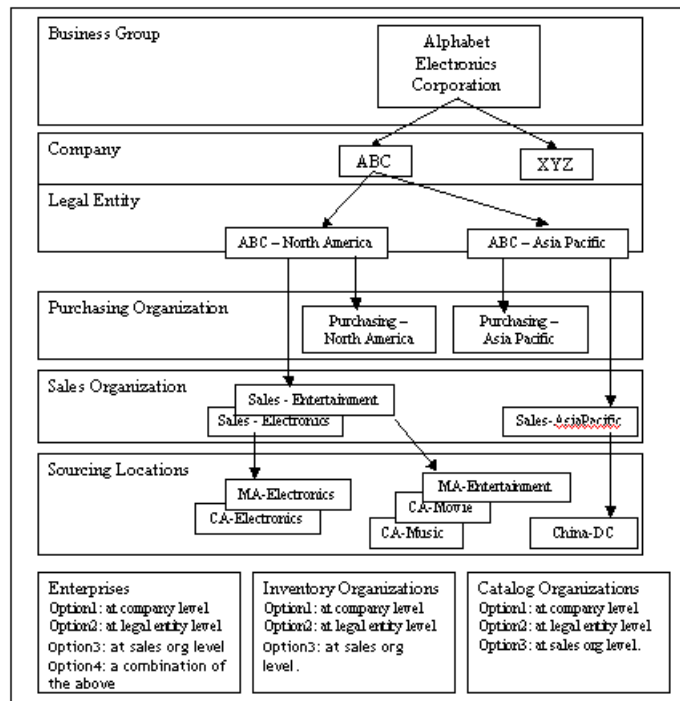 Business Group
Alphabet
Electronics
Corporation
Company
ABC
XYZ
Legal Entity
ABC – North America
ABC – Asia Pacific
Purchasing Organization
Purchasing –
North America
Purchasing –
Asia Pacific
Sales Organization
Sales - Entertainment
Sales - Electronics
Sales-AsiaPacific
Sourcing Locations
MA-Electronics
CA-Electronics
MA-Entertainment
CA-Movie
CA-Music
China-DC
Enterprises
Option1: at company level
Option2: at legal entity level
Option3: at sales org level
Option4: a combination of
the above
Inventory Organizations
Option1: at company level
Option2: at legal entity level
Option3: at sales org
level.
Catalog Organizations
Option1: at company level
Option2: at legal entity level
Option3: at sales org level.